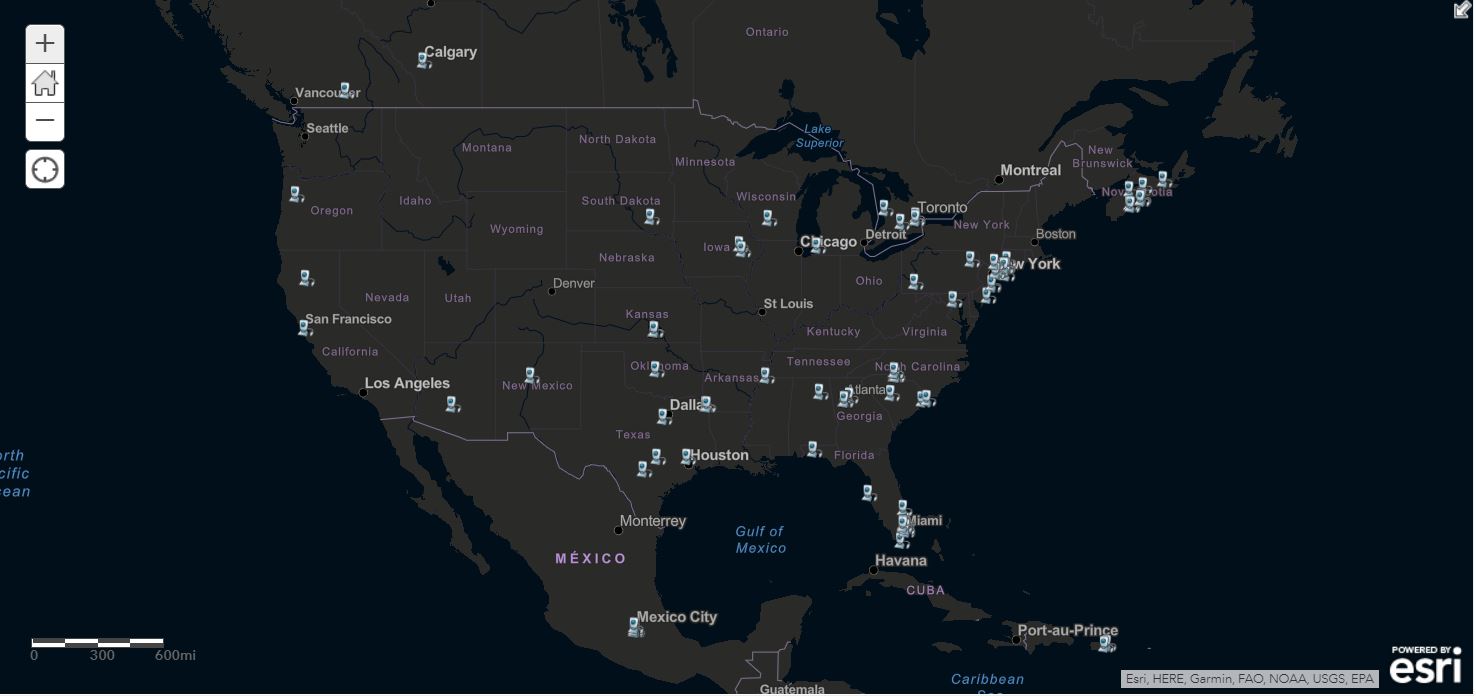 Ontario
Calgary
Vancouver
Seattle
Lake
Superior
North Dakota
Montana
Minnesota
New
Brunswick
Montreal
Nova Scotia
Idaho
Wisconsin
South Dakota
Oregon
Toronto
Wyoming
New York
Detroit
Boston
Chicago
Iowa
Nebraska
New York
Denver
Ohio
Nevada
Utah
St Louis
Kansas
San Francisco
Kentucky
Virginia
California
Tennessee
Oklahoma
North Carolina
Arkansas
Los Angeles
New Mexico
Atlanta
Dallas
Georgia
Texas
Houston
Florida
orth
cific
cean
Monterrey
Miami
Gulf of
Mexico
MÉXICO
Havana
CUBA
Mexico City
Port-au-Prince
0 300 600mi
Caribbean
Sea
Guatemala
Esri, HERE, Garmin, FAO, NOAA, USGS, EPA
POWERED BY
esri